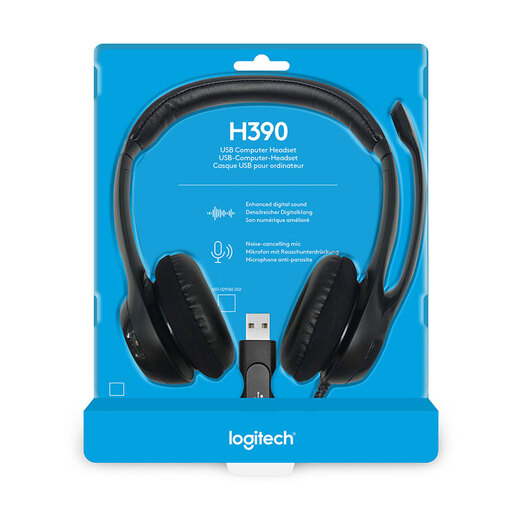 H390
USB Computer Headset
USB-Computer-Headset
Casque USB pour ordinateur
Enhanced digital sound
Detailreicher Digitalklang
Son numérique amélioré
Noise-cancelling mic
Mikrofon mit Rauschunterdrückung
Microphone anti-parasite
logitech